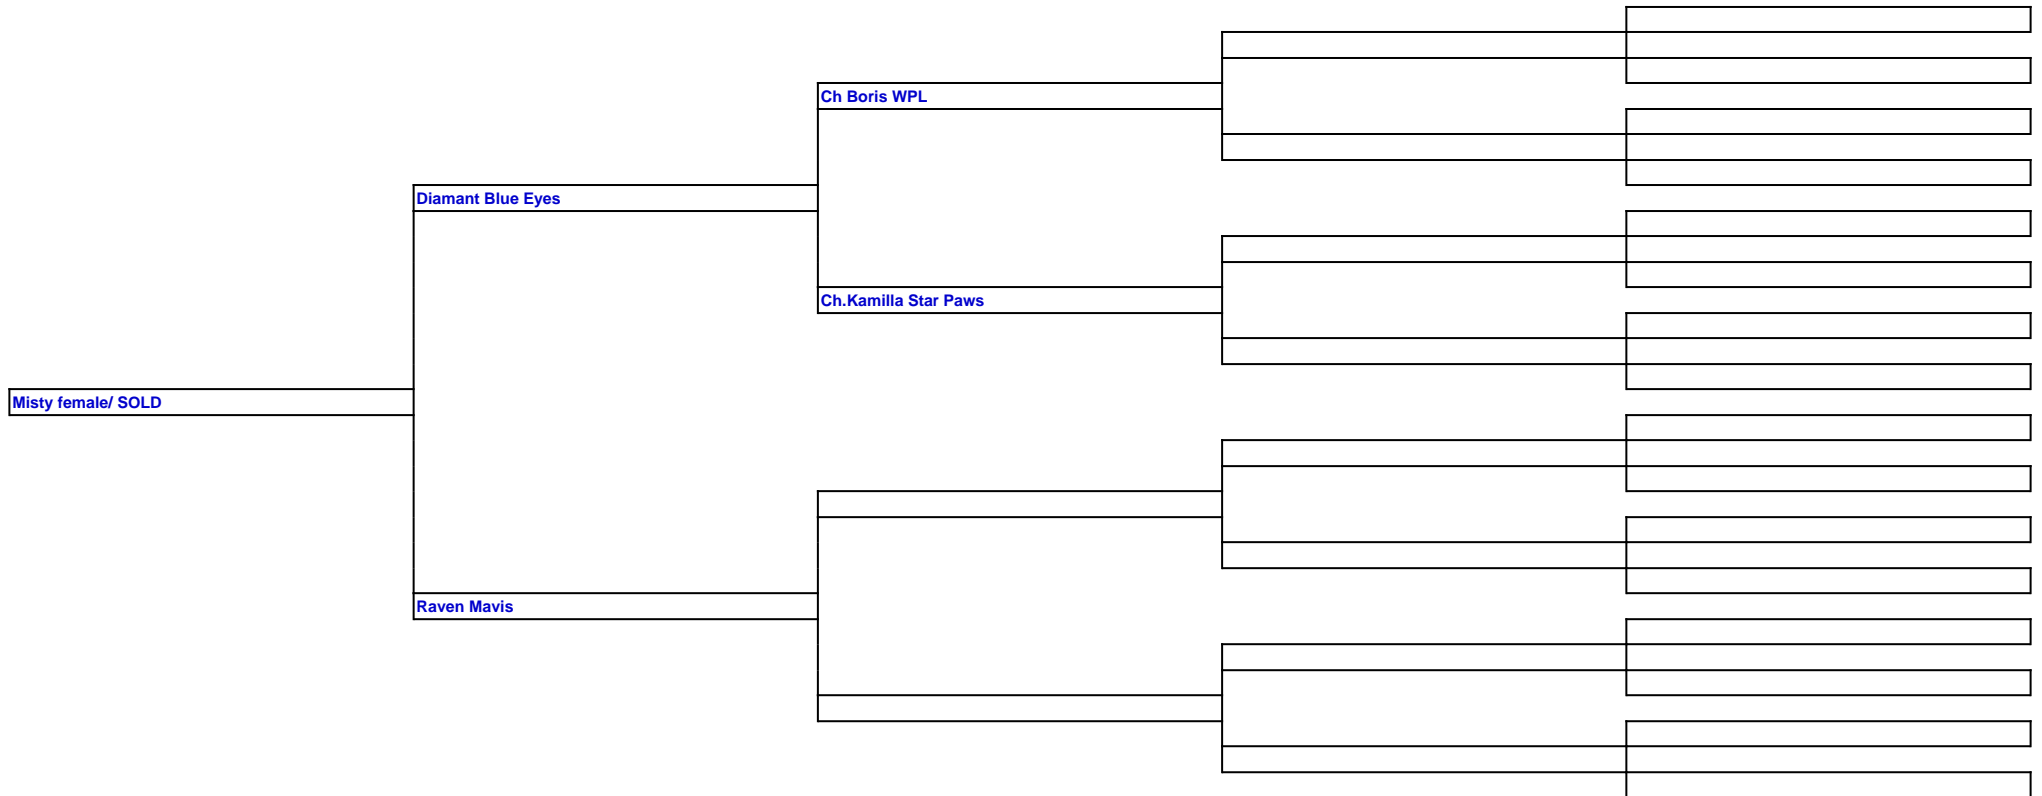 Ch Boris WPL
Diamant Blue Eyes
Ch.Kamilla Star Paws
Misty female/ SOLD
Raven Mavis